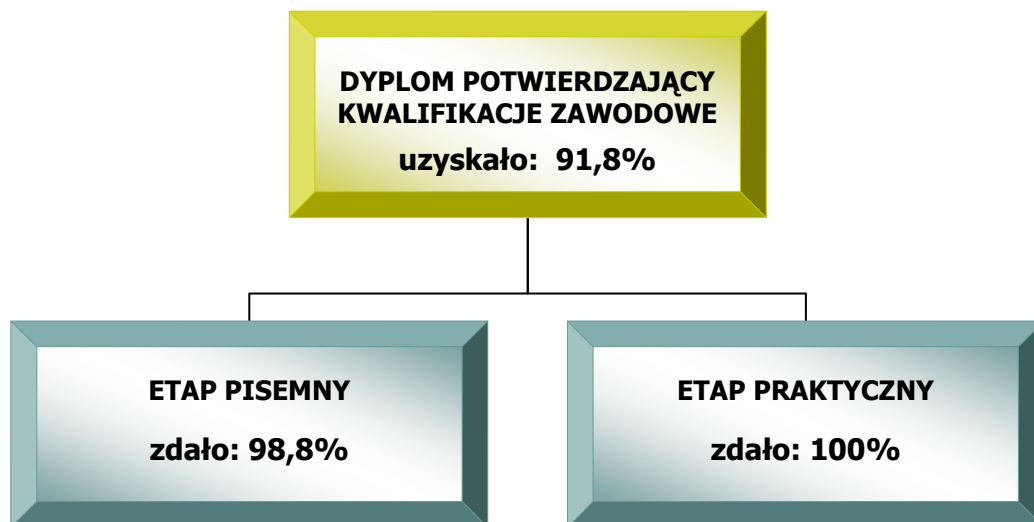 DYPLOM POTWIERDZAJĄCY
KWALIFIKACJE ZAWODOWE
uzyskało: 91,8%
ETAP PISEMNY
zdało: 98,8%
ETAP PRAKTYCZNY
zdało: 100%